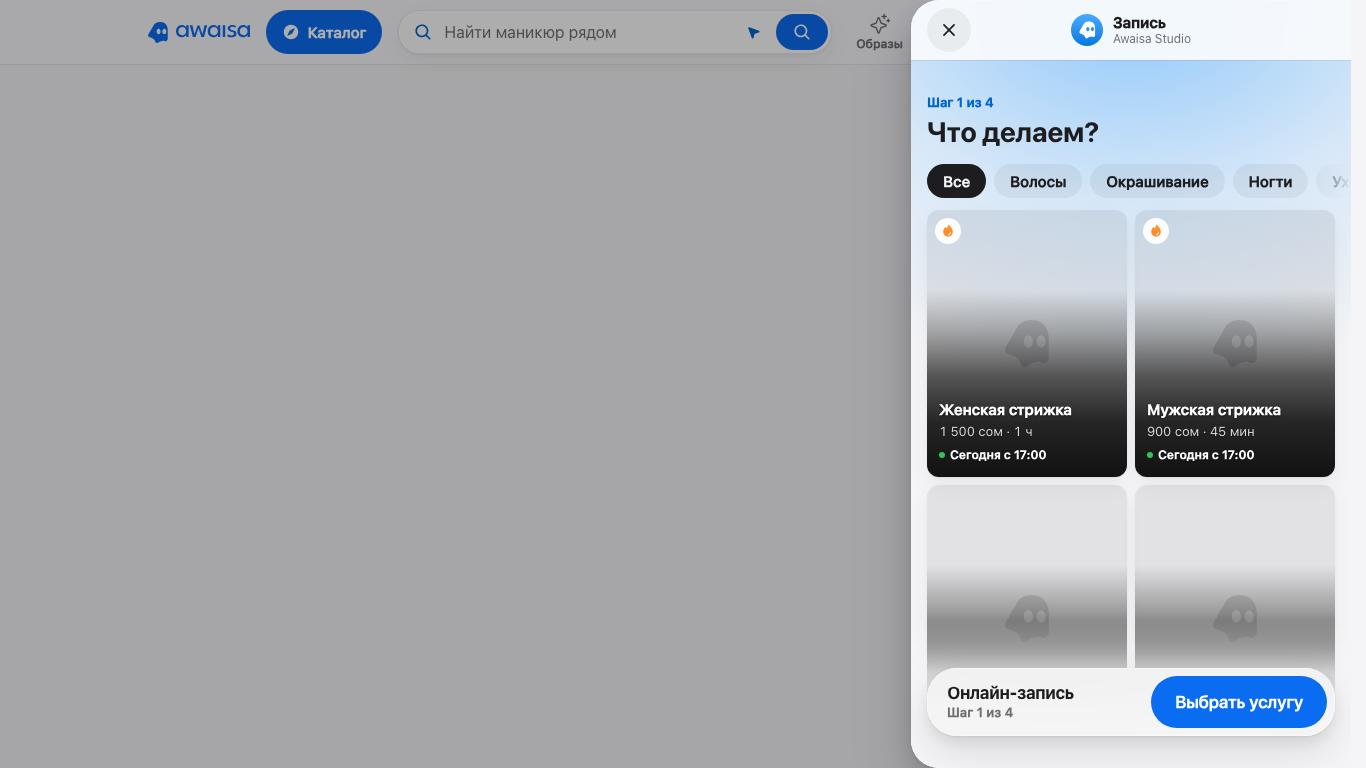 awaisa
Каталог
Найти маникюр рядом
Образы
Запись
Awaisa Studio
Шаг 1 из 4
Что делаем?
Все
Волосы
Окрашивание
Ногти
Женская стрижка
1 500 сом · 1 ч
Сегодня с 17:00
Мужская стрижка
900 сом · 45 мин
Сегодня с 17:00
Онлайн-запись
Шаг 1 из 4
Выбрать услугу